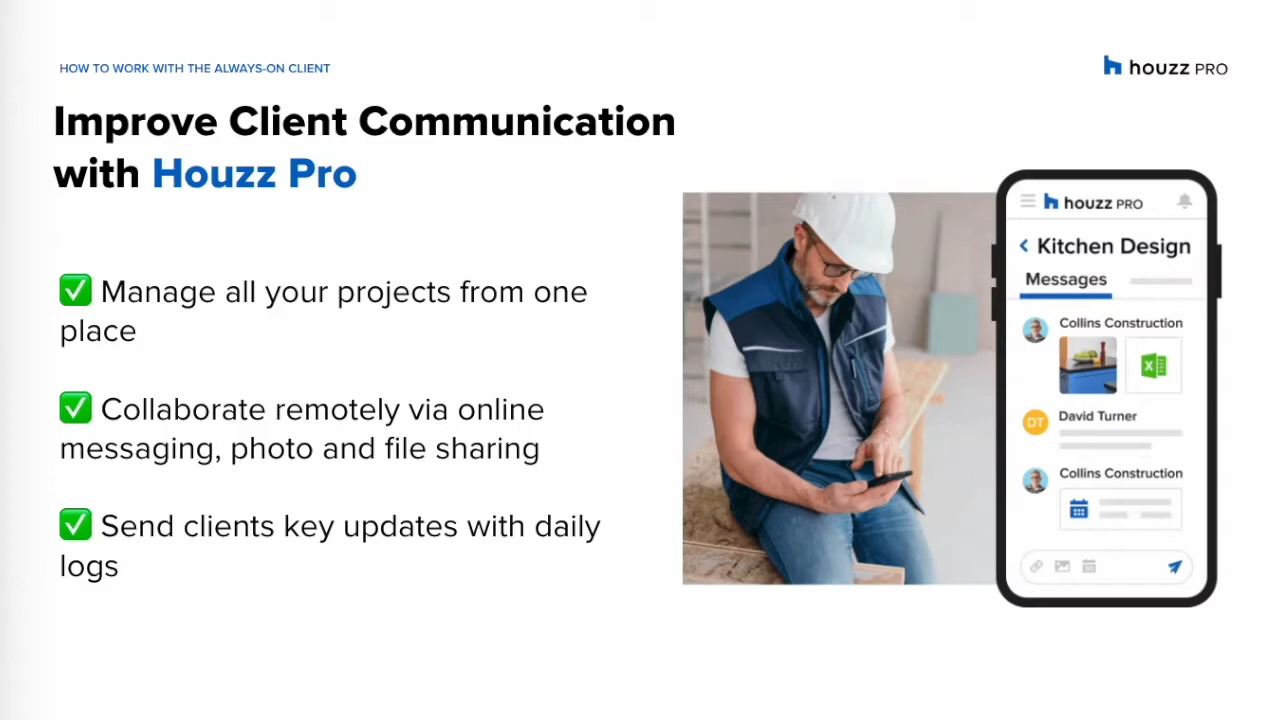 HOW TO WORK WITH THE ALWAYS-ON CLIENT
houzz PRO
Improve Client Communication
with Houzz Pro
✅ Manage all your projects from one
place
✅ Collaborate remotely via online
messaging, photo and file sharing
✅ Send clients key updates with daily
logs
houzz PRO
Kitchen Design
Messages
Collins Construction
X
DT
David Turner
Collins Construction